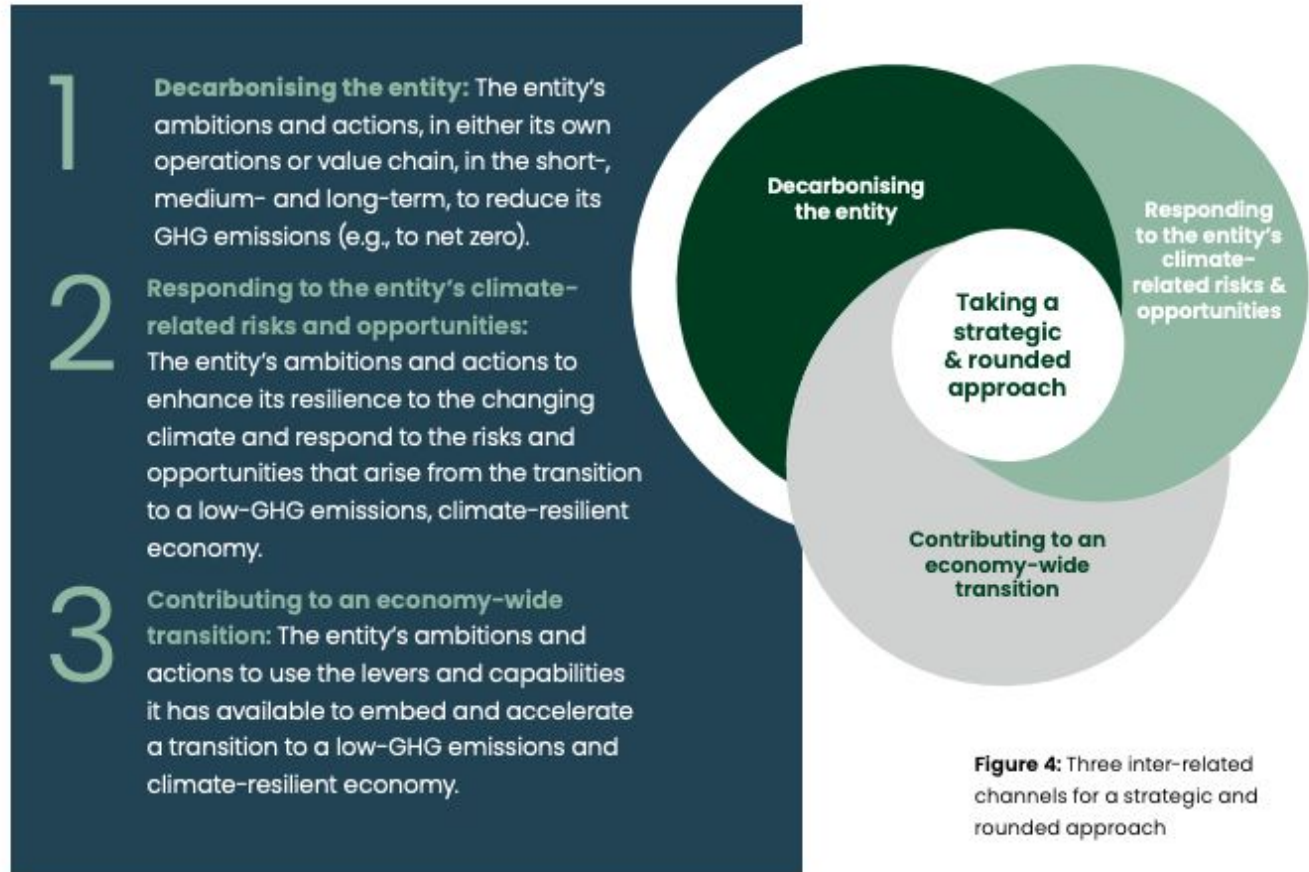 1
Decarbonising the entity: The entity's
ambitions and actions, in either its own
operations or value chain, in the short-,
medium- and long-term, to reduce its
GHG emissions (e.g., to net zero).
2
Responding to the entity's climate-
related risks and opportunities:
The entity's ambitions and actions to
enhance its resilience to the changing
climate and respond to the risks and
opportunities that arise from the transition
to a low-GHG emissions, climate-resilient
economy.
3
Contributing to an economy-wide
transition: The entity's ambitions and
actions to use the levers and capabilities
it has available to embed and accelerate
a transition to a low-GHG emissions and
climate-resilient economy.
Decarbonising
the entity
Responding
to the entity's
climate-
related risks &
opportunities
Taking a
strategic
& rounded
approach
Contributing to an
economy-wide
transition
Figure 4: Three inter-related
channels for a strategic and
rounded approach